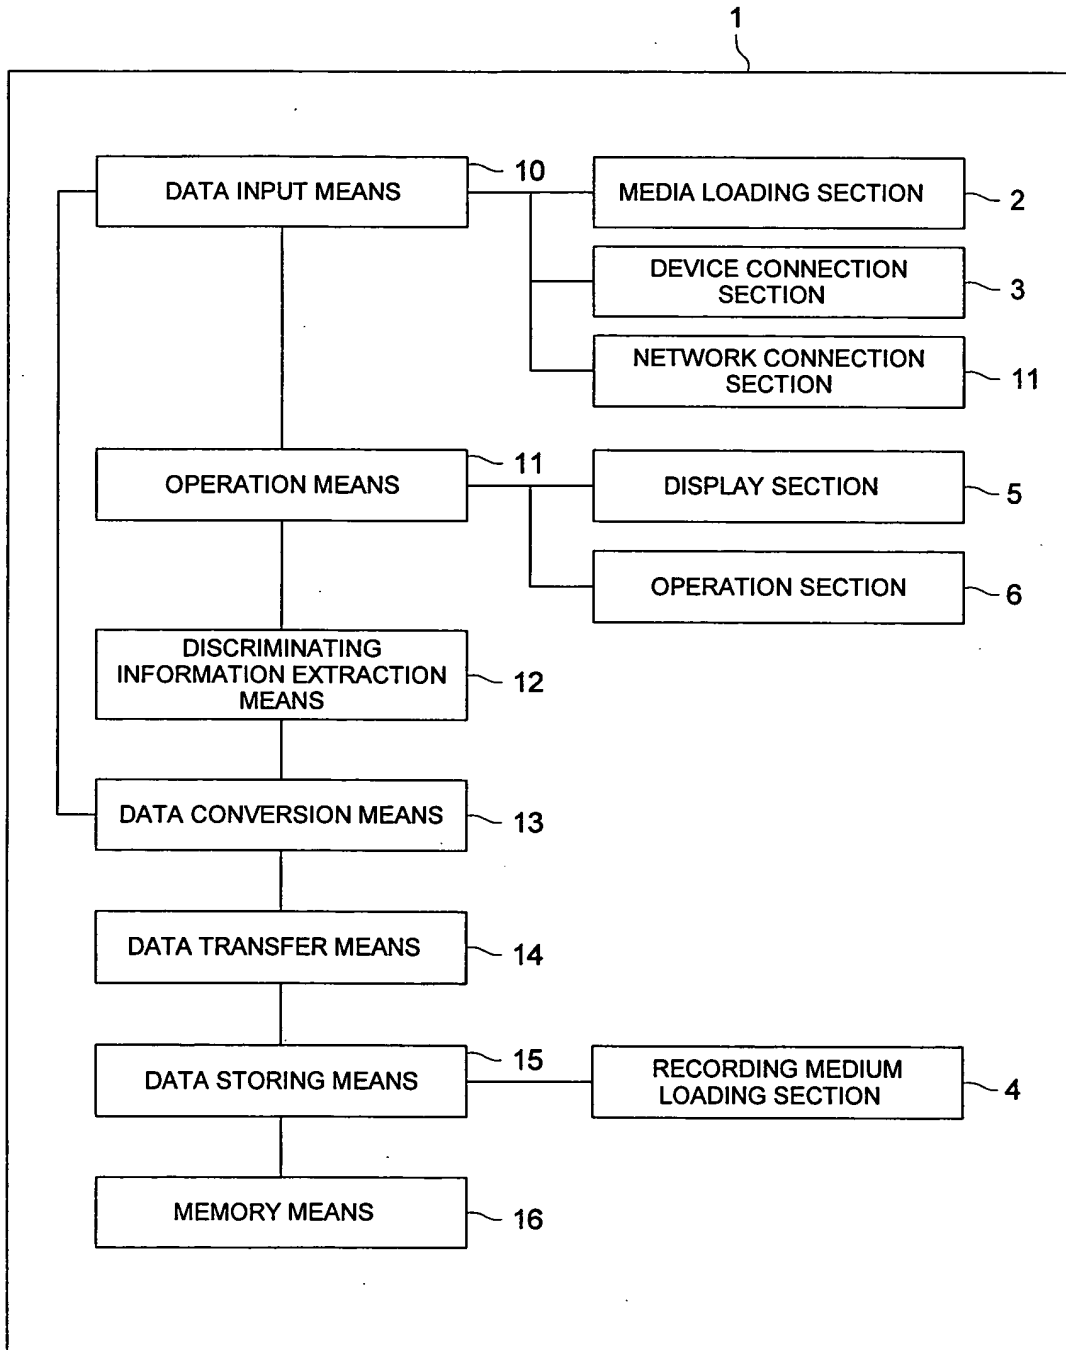 1
DATA INPUT MEANS
10
MEDIA LOADING SECTION
2
DEVICE CONNECTION
SECTION
3
NETWORK CONNECTION
SECTION
11
OPERATION MEANS
11
DISPLAY SECTION
5
OPERATION SECTION
6
DISCRIMINATING
INFORMATION EXTRACTION
MEANS
12
DATA CONVERSION MEANS
13
DATA TRANSFER MEANS
14
DATA STORING MEANS
15
RECORDING MEDIUM
LOADING SECTION
4
MEMORY MEANS
16